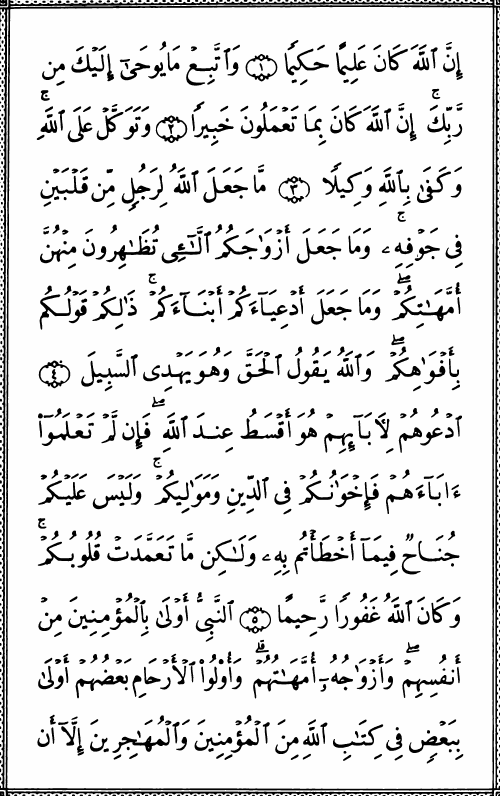 إِنَّ ٱللَّهَ كَانَ عَلِيمًا حَكِيمًا ١ وَٱتَّبِعْ مَا يُوحَىٰٓ إِلَيْكَ مِن
رَّبِّكَ ۚ إِنَّ ٱللَّهَ كَانَ بِمَا تَعْمَلُونَ خَبِيرًا ٢ وَتَوَكَّلْ عَلَى ٱللَّهِ ۚ
وَكَفَىٰ بِٱللَّهِ وَكِيلًا ٣ مَّا جَعَلَ ٱللَّهُ لِرَجُلٍ مِّن قَلْبَيْنِ
فِى جَوْفِهِۦ ۚ وَمَا جَعَلَ أَزْوَٰجَكُمُ ٱلَّـٰٓـِٔى تُظَـٰهِرُونَ مِنْهُنَّ
أُمَّهَـٰتِكُمْ ۚ وَمَا جَعَلَ أَدْعِيَآءَكُمْ أَبْنَآءَكُمْ ۚ ذَٰلِكُمْ قَوْلُكُم
بِأَفْوَٰهِكُمْ ۖ وَٱللَّهُ يَقُولُ ٱلْحَقَّ وَهُوَ يَهْدِى ٱلسَّبِيلَ ٤
ٱدْعُوهُمْ لِـَٔابَآئِهِمْ هُوَ أَقْسَطُ عِندَ ٱللَّهِ ۚ فَإِن لَّمْ تَعْلَمُوٓا۟
ءَابَآءَهُمْ فَإِخْوَٰنُكُمْ فِى ٱلدِّينِ وَمَوَٰلِيكُمْ ۚ وَلَيْسَ عَلَيْكُمْ
جُنَاحٌ فِيمَآ أَخْطَأْتُم بِهِۦ وَلَـٰكِن مَّا تَعَمَّدَتْ قُلُوبُكُمْ ۚ
وَكَانَ ٱللَّهُ غَفُورًا رَّحِيمًا ٥ ٱلنَّبِىُّ أَوْلَىٰ بِٱلْمُؤْمِنِينَ مِنْ
أَنفُسِهِمْ ۖ وَأَزْوَٰجُهُۥٓ أُمَّهَـٰتُهُمْ ۗ وَأُو۟لُوا۟ ٱلْأَرْحَامِ بَعْضُهُمْ أَوْلَىٰ
بِبَعْضٍ فِى كِتَـٰبِ ٱللَّهِ مِنَ ٱلْمُؤْمِنِينَ وَٱلْمُهَـٰجِرِينَ إِلَّآ أَن